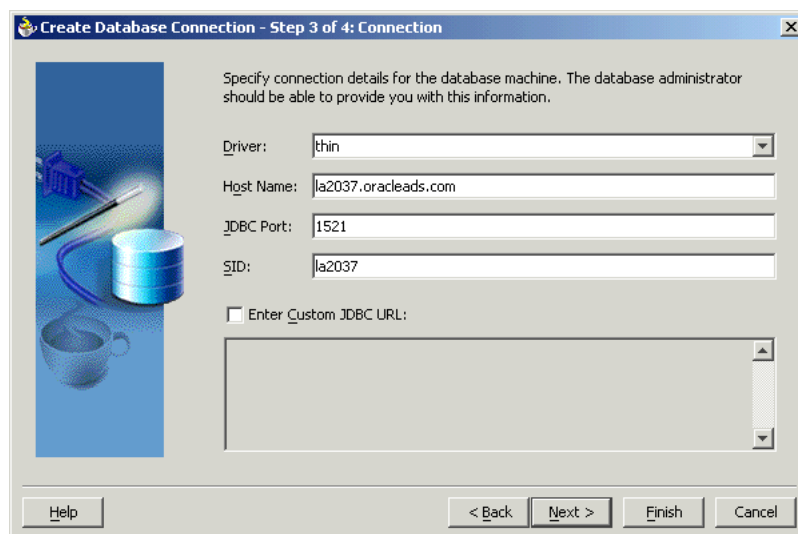 Create Database Connection - Step 3 of 4: Connection
Specify connection details for the database machine. The database administrator
should be able to provide you with this information.
Driver: thin
Host Name: la2037.oracleads.com
JDBC Port: 1521
SID: la2037
Enter Custom JDBC URL:
Help < Back Next > Finish Cancel